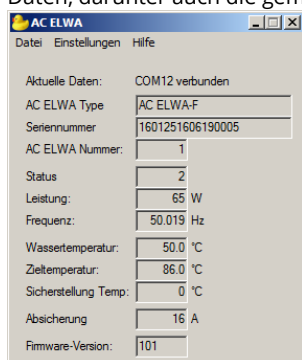 Daten, darunter auch die gem
AC ELWA
Datei Einstellungen Hilfe
Aktuelle Daten: COM12 verbunden
AC ELWA Type AC ELWA-F
Seriennummer 1601251606190005
AC ELWA Nummer: 1
Status 2
Leistung: 65 W
Frequenz: 50.019 Hz
Wassertemperatur: 50.0 °C
Zieltemperatur: 86.0 °C
Sicherstellung Temp: 0 °C
Absicherung 16 A
Firmware-Version: 101